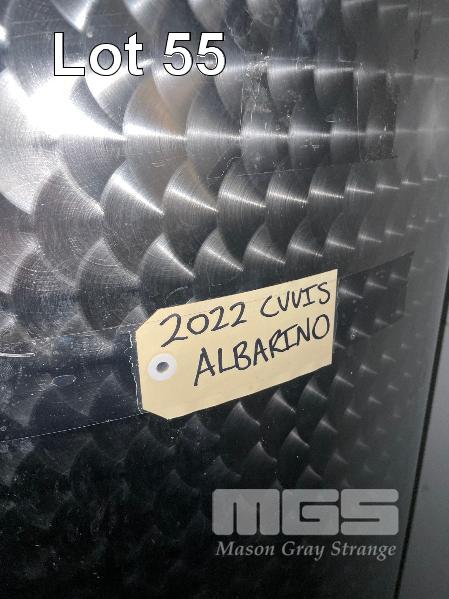 Lot 55
2022 CVVIS
ALBARINO
MGS
Mason Gray Strange